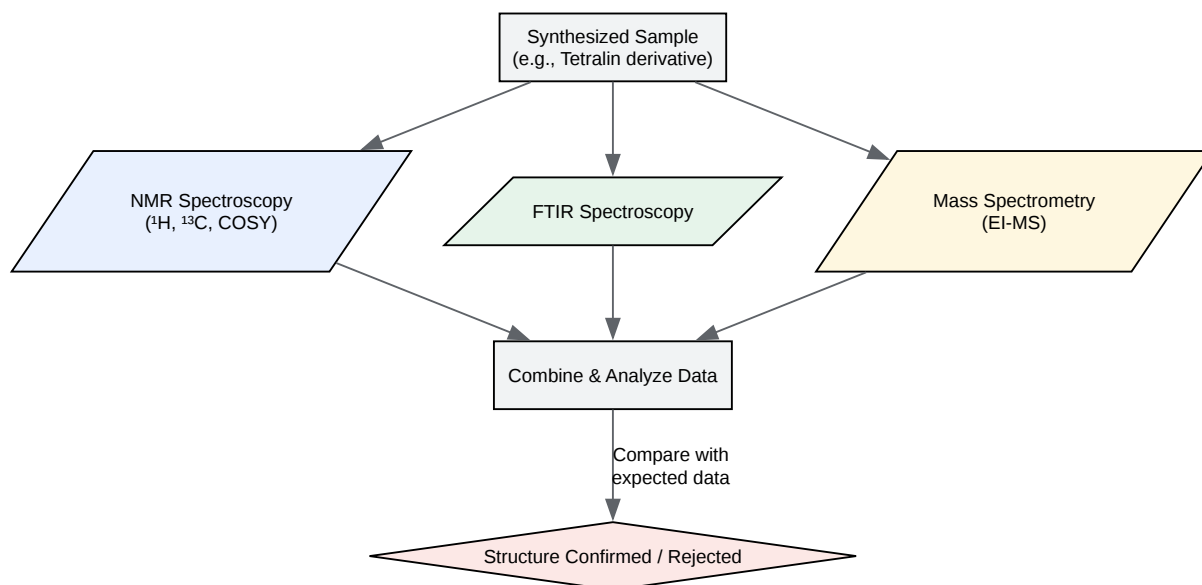 Synthesized Sample
(e.g., Tetralin derivative)
NMR Spectroscopy
(¹H, ¹³C, COSY)
FTIR Spectroscopy
Mass Spectrometry
(EI-MS)
Combine & Analyze Data
Compare with
expected data
Structure Confirmed / Rejected